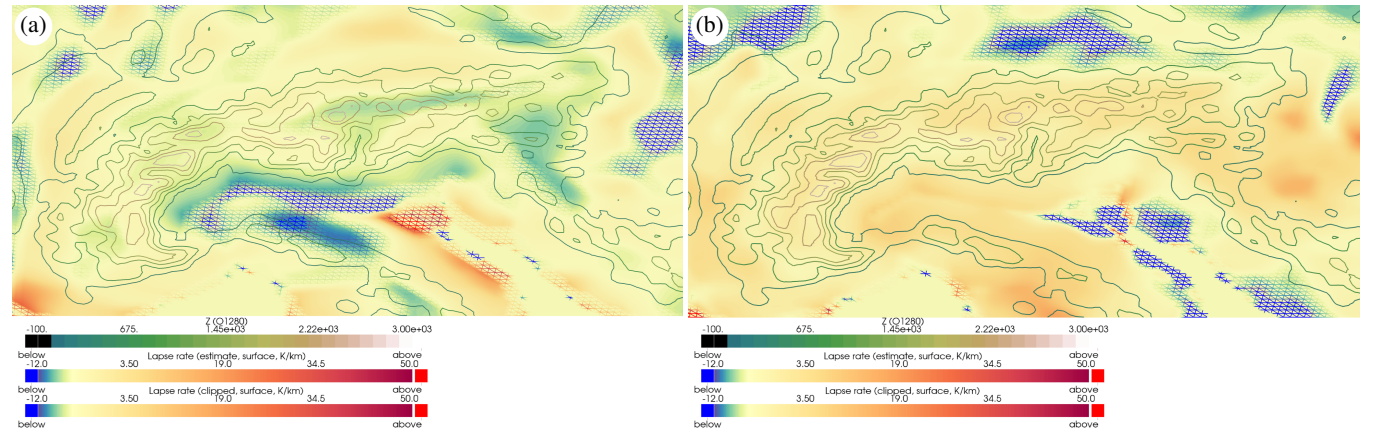 (a)
(b)
Z (O1280)
-100. 675. 1.45e+03 2.22e+03 3.00e+03
below Lapse rate (estimate, surface, K/km) above
-12.0 3.50 19.0 34.5 50.0
below Lapse rate (clipped, surface, K/km) above
-12.0 3.50 19.0 34.5 50.0
below above
Z (O1280)
-100. 675. 1.45e+03 2.22e+03 3.00e+03
below Lapse rate (estimate, surface, K/km) above
-12.0 3.50 19.0 34.5 50.0
below Lapse rate (clipped, surface, K/km) above
-12.0 3.50 19.0 34.5 50.0
below above